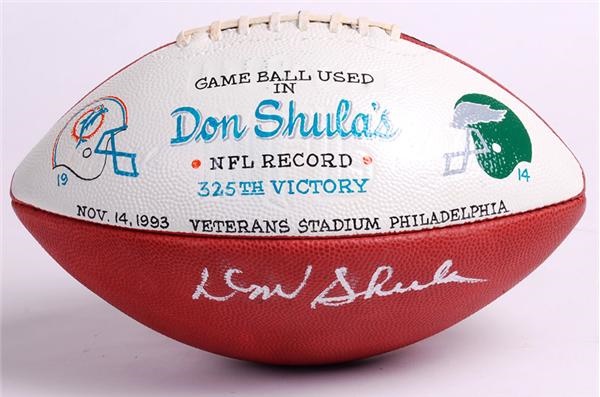 GAME BALL USED
IN
Don Shula's
• NFL RECORD •
325TH VICTORY
19
14
NOV. 14, 1993 VETERANS STADIUM PHILADELPHIA
Don Shula